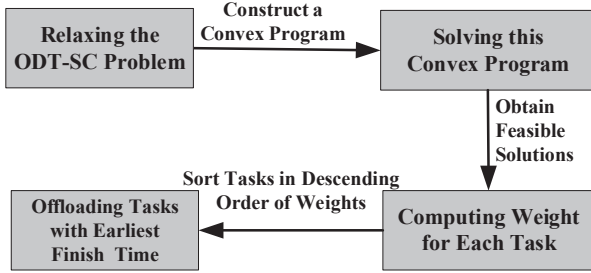 Relaxing the
ODT-SC Problem
Construct a
Convex Program
Solving this
Convex Program
Obtain
Feasible
Solutions
Computing Weight
for Each Task
Sort Tasks in Descending
Order of Weights
Offloading Tasks
with Earliest
Finish Time